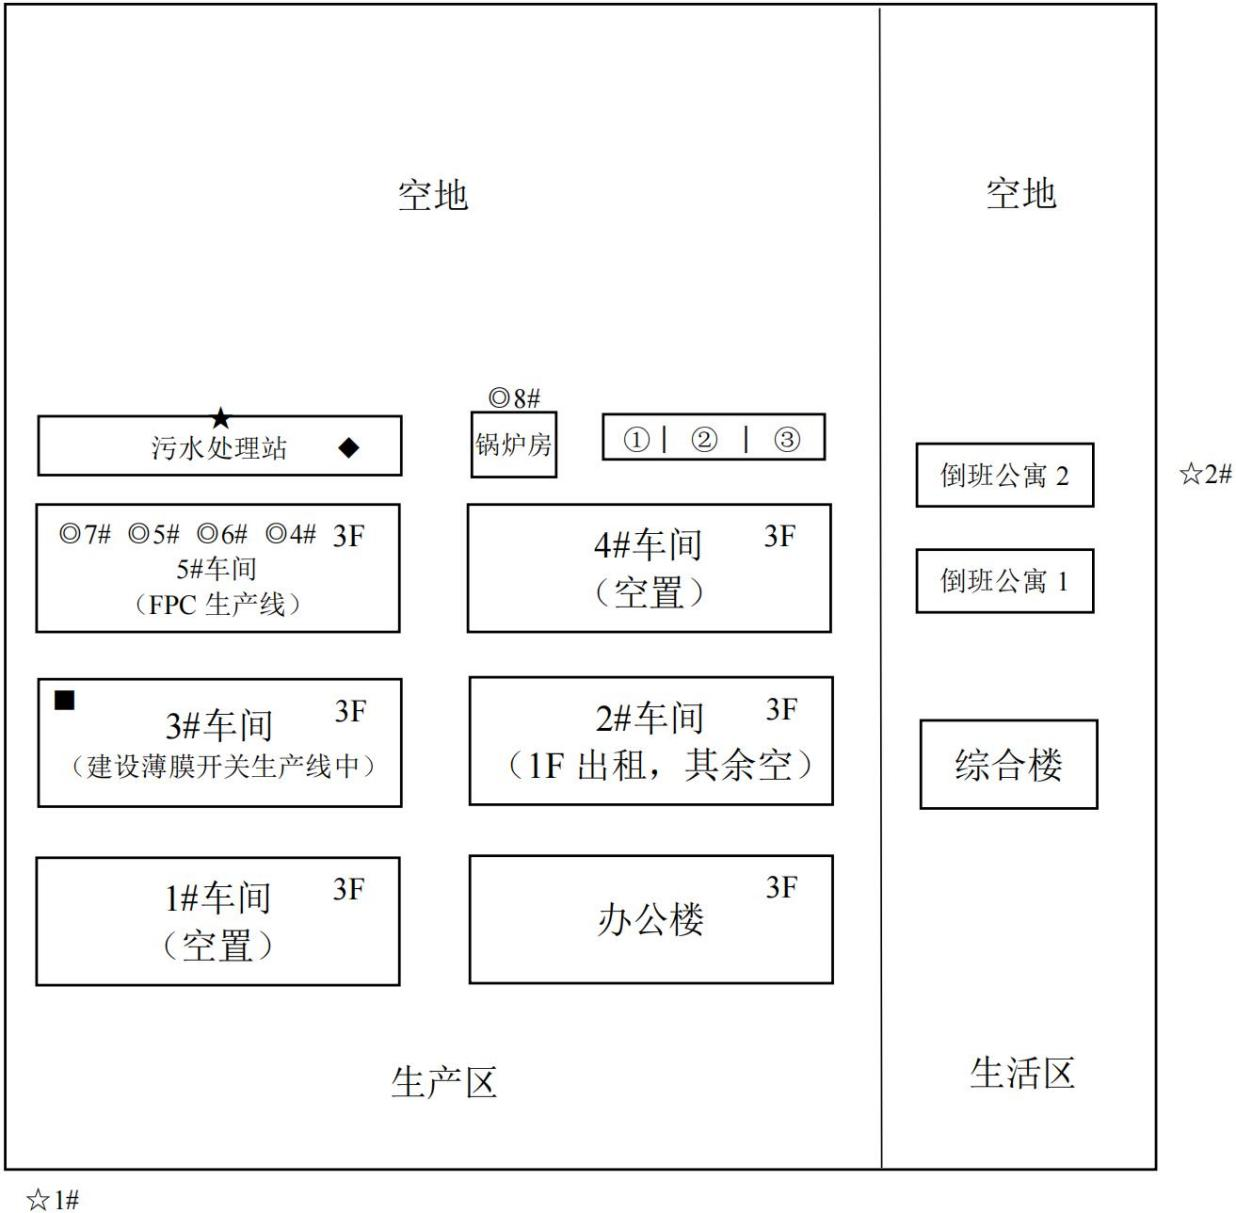 空地
空地
◎8#
★
污水处理站 ◆
锅炉房
① | ② | ③
倒班公寓 2
☆2#
◎7# ◎5# ◎6# ◎4# 3F
5#车间
（FPC 生产线）
4#车间 3F
（空置）
倒班公寓 1
■
3#车间 3F
（建设薄膜开关生产线中）
2#车间 3F
（1F 出租，其余空）
综合楼
1#车间 3F
（空置）
办公楼 3F
生产区
生活区
☆1#